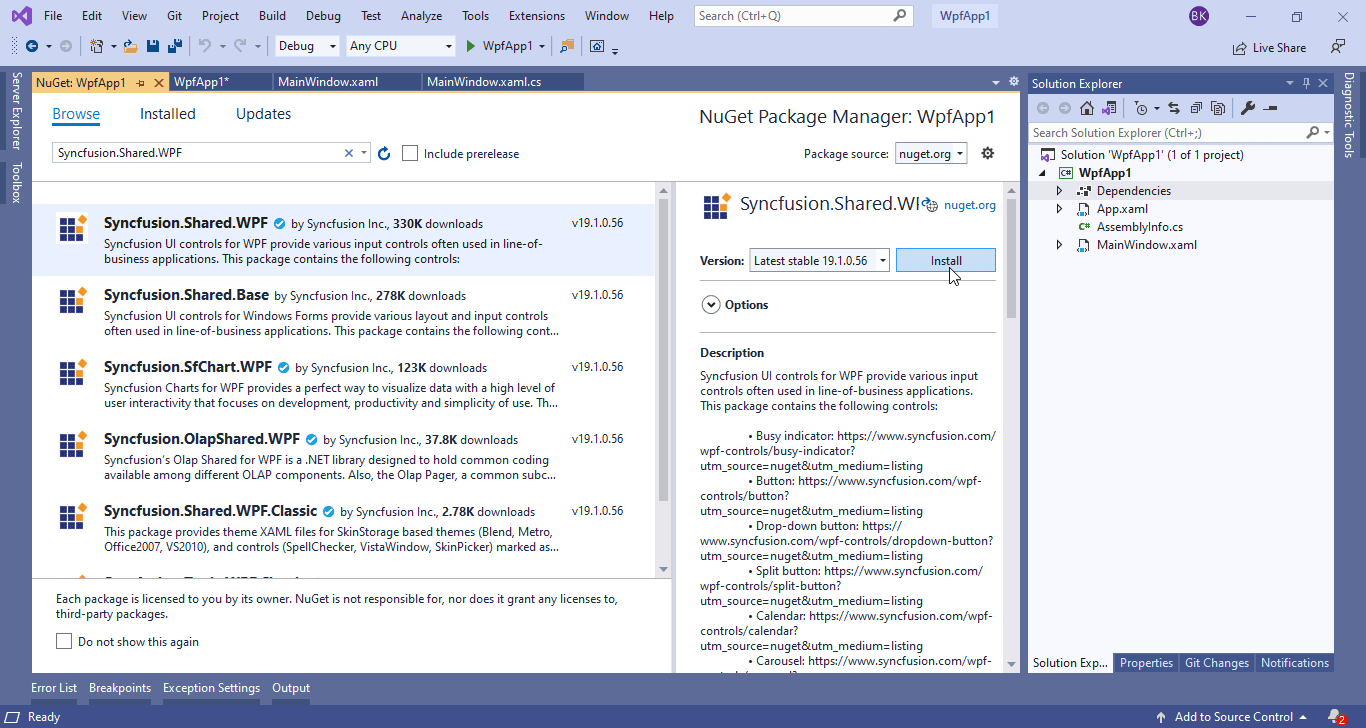 File Edit View Git Project Build Debug Test Analyze Tools Extensions Window Help Search (Ctrl+Q) WpfApp1 BK
Debug Any CPU WpfApp1 Live Share
Server Explorer
Toolbox
NuGet: WpfApp1 WpfApp1* MainWindow.xaml MainWindow.xaml.cs
Browse Installed Updates
NuGet Package Manager: WpfApp1
Syncfusion.Shared.WPF Include prerelease
Package source: nuget.org
Syncfusion.Shared.WPF by Syncfusion Inc., 330K downloads v19.1.0.56
Syncfusion UI controls for WPF provide various input controls often used in line-of-
business applications. This package contains the following controls:
Syncfusion.Shared.Base by Syncfusion Inc., 278K downloads v19.1.0.56
Syncfusion UI controls for Windows Forms provide various layout and input controls
often used in line-of-business applications. This package contains the following cont...
Syncfusion.SfChart.WPF by Syncfusion Inc., 123K downloads v19.1.0.56
Syncfusion Charts for WPF provides a perfect way to visualize data with a high level of
user interactivity that focuses on development, productivity and simplicity of use. Th...
Syncfusion.OlapShared.WPF by Syncfusion Inc., 37.8K downloads v19.1.0.56
Syncfusion's Olap Shared for WPF is a .NET library designed to hold common coding
available among different OLAP components. Also, the Olap Pager, a common subc...
Syncfusion.Shared.WPF.Classic by Syncfusion Inc., 2.78K downloads v19.1.0.56
This package provides theme XAML files for SkinStorage based themes (Blend, Metro,
Office2007, VS2010), and controls (SpellChecker, VistaWindow, SkinPicker) marked as...
Each package is licensed to you by its owner. NuGet is not responsible for, nor does it grant any licenses to,
third-party packages.
Do not show this again
Syncfusion.Shared.WP nuget.org
Version: Latest stable 19.1.0.56 Install
Options
Description
Syncfusion UI controls for WPF provide various input
controls often used in line-of-business applications.
This package contains the following controls:
• Busy indicator: https://www.syncfusion.com/
wpf-controls/busy-indicator?
utm_source=nuget&utm_medium=listing
• Button: https://www.syncfusion.com/wpf-
controls/button?
utm_source=nuget&utm_medium=listing
• Drop-down button: https://
www.syncfusion.com/wpf-controls/dropdown-button?
utm_source=nuget&utm_medium=listing
• Split button: https://www.syncfusion.com/
wpf-controls/split-button?
utm_source=nuget&utm_medium=listing
• Calendar: https://www.syncfusion.com/wpf-
controls/calendar?
utm_source=nuget&utm_medium=listing
• Carousel: https://www.syncfusion.com/wpf-
Solution Explorer
Search Solution Explorer (Ctrl+;)
Solution 'WpfApp1' (1 of 1 project)
C# WpfApp1
Dependencies
App.xaml
C# AssemblyInfo.cs
MainWindow.xaml
Solution Exp... Properties Git Changes Notifications
Diagnostic Tools
Error List Breakpoints Exception Settings Output
Ready Add to Source Control 2